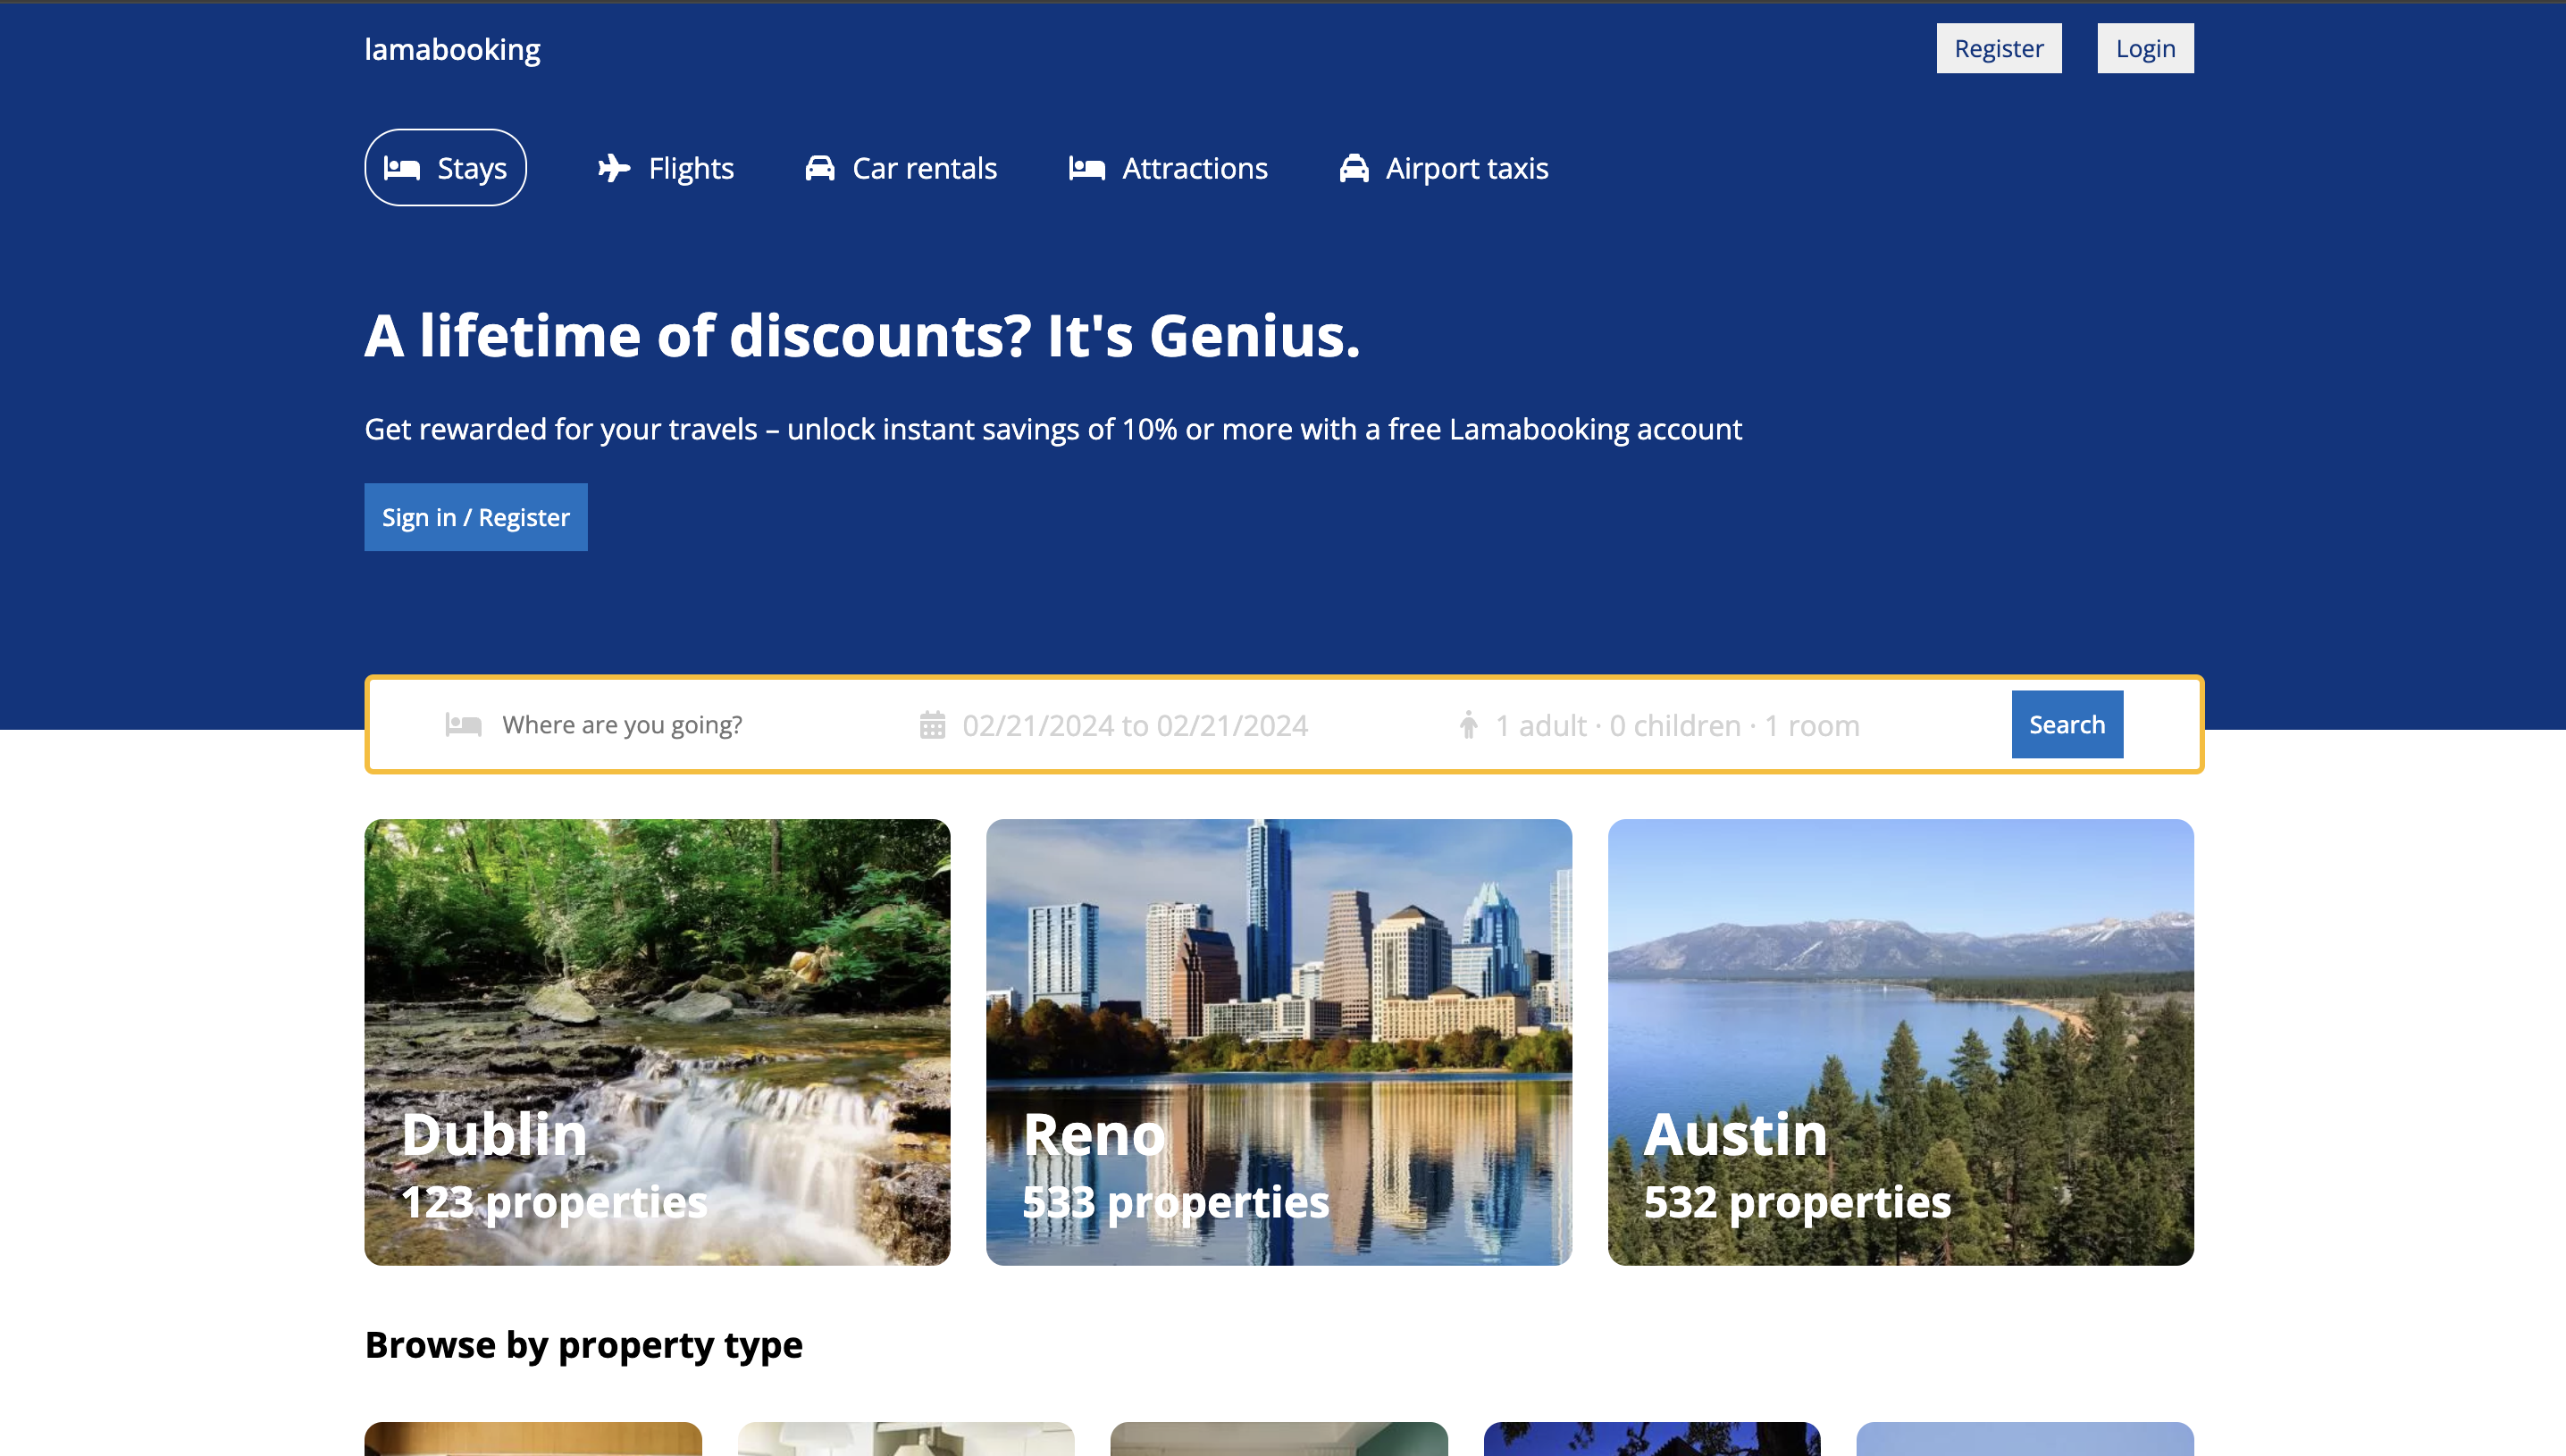 lamabooking
Register
Login
Stays
Flights
Car rentals
Attractions
Airport taxis
A lifetime of discounts? It's Genius.
Get rewarded for your travels – unlock instant savings of 10% or more with a free Lamabooking account
Sign in / Register
Where are you going?
02/21/2024 to 02/21/2024
1 adult · 0 children · 1 room
Search
Dublin
123 properties
Reno
533 properties
Austin
532 properties
Browse by property type